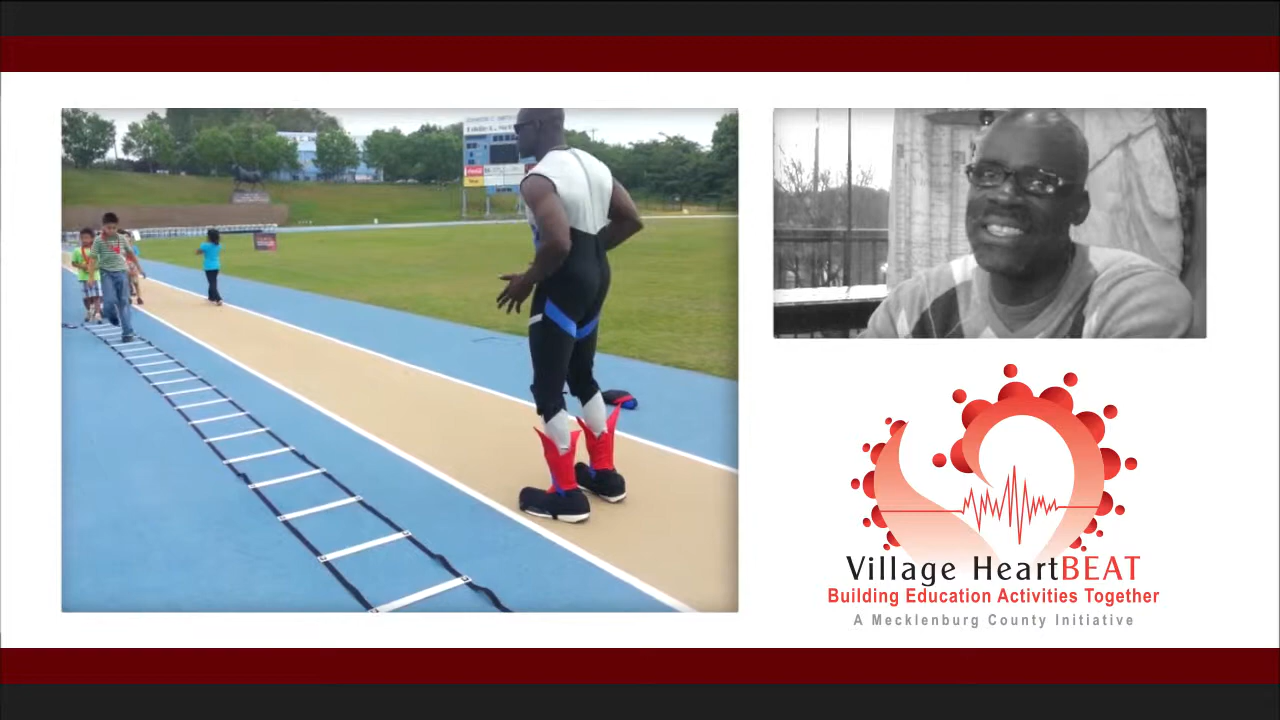 Village HeartBEAT
Building Education Activities Together
A Mecklenburg County Initiative